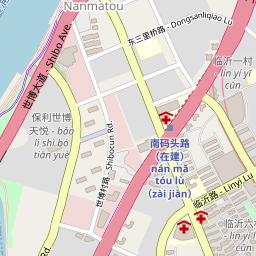 Nanmatou
东三里桥路 - Dongsanliqiao Lu
世博大道 - Shibo Ave.
临沂一村
- lín yí yī
cūn
保利世博
天悦 - bǎo
lì shì bó
tiān yuè
世博村路 - Shibocun Rd.
南码头路
(在建)
nán mǎ
tóu lù
(zài jiàn)
临沂路 - Linyi Lu
临沂六村
- lín yí
cūn